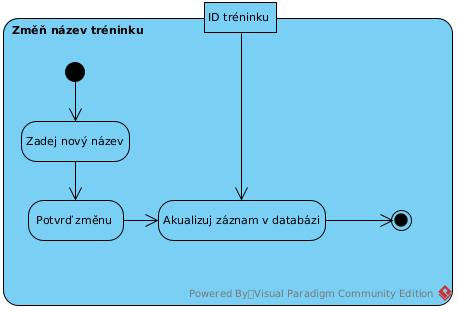 ID tréninku
Změň název tréninku
Zadej nový název
Potvrď změnu
Akualizuj záznam v databázi
Powered By Visual Paradigm Community Edition